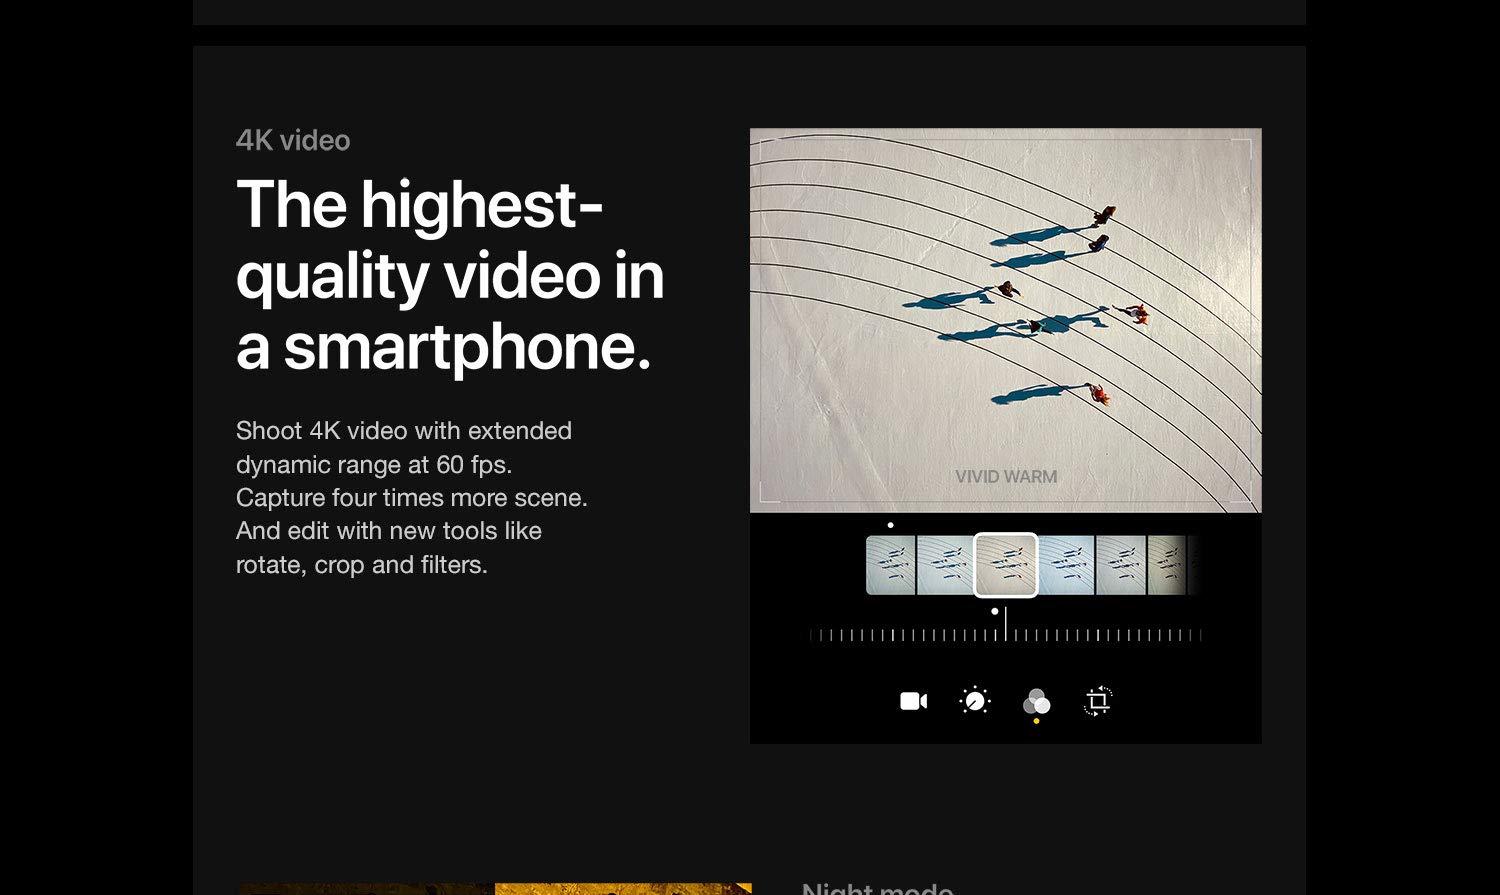 4K video
The highest-
quality video in
a smartphone.
Shoot 4K video with extended
dynamic range at 60 fps.
Capture four times more scene.
And edit with new tools like
rotate, crop and filters.
VIVID WARM
Night mode